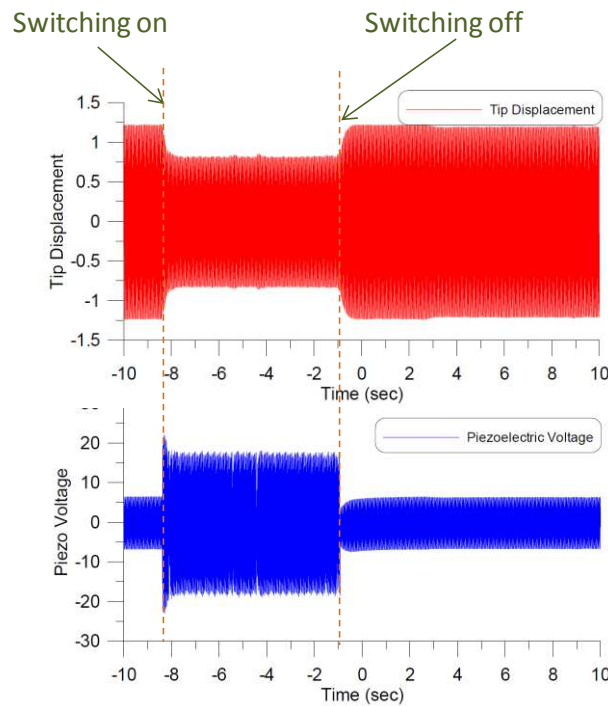 Switching on
Switching off
Tip Displacement
1.5
1
0.5
0
-0.5
-1
-1.5
Tip Displacement
-10 -8 -6 -4 -2 0 2 4 6 8 10
Time (sec)
Piezoelectric Voltage
20
10
0
-10
-20
-30
Piezo Voltage
-10 -8 -6 -4 -2 0 2 4 6 8 10
Time (sec)